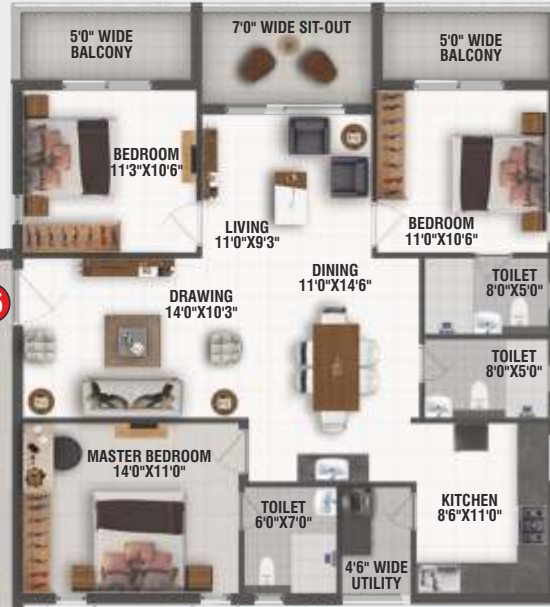 5'0" WIDE
BALCONY
7'0" WIDE SIT-OUT
5'0" WIDE
BALCONY
BEDROOM
11'3"X10'6"
LIVING
11'0"X9'3"
BEDROOM
11'0"X10'6"
DINING
11'0"X14'6"
TOILET
8'0"X5'0"
DRAWING
14'0"X10'3"
TOILET
8'0"X5'0"
MASTER BEDROOM
14'0"X11'0"
TOILET
6'0"X7'0"
KITCHEN
8'6"X11'0"
4'6" WIDE
UTILITY